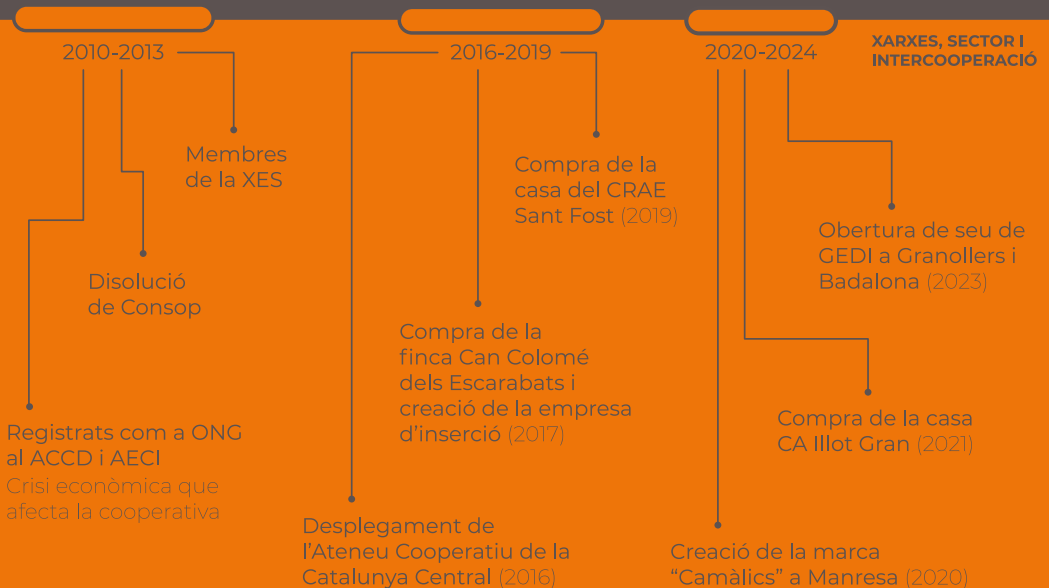 XARXES, SECTOR I
INTERCOOPERACIÓ
2010-2013
Membres
de la XES
Disolució
de Consop
Registrats com a ONG
al ACCD i AECI
Crisi econòmica que
afecta la cooperativa
2016-2019
Compra de la
casa del CRAE
Sant Fost (2019)
Compra de la
finca Can Colomé
dels Escarabats i
creació de la empresa
d'inserció (2017)
Desplegament de
l'Ateneu Cooperatiu de la
Catalunya Central (2016)
2020-2024
Obertura de seu de
GEDI a Granollers i
Badalona (2023)
Compra de la casa
CA Illot Gran (2021)
Creació de la marca
“Camàlics” a Manresa (2020)